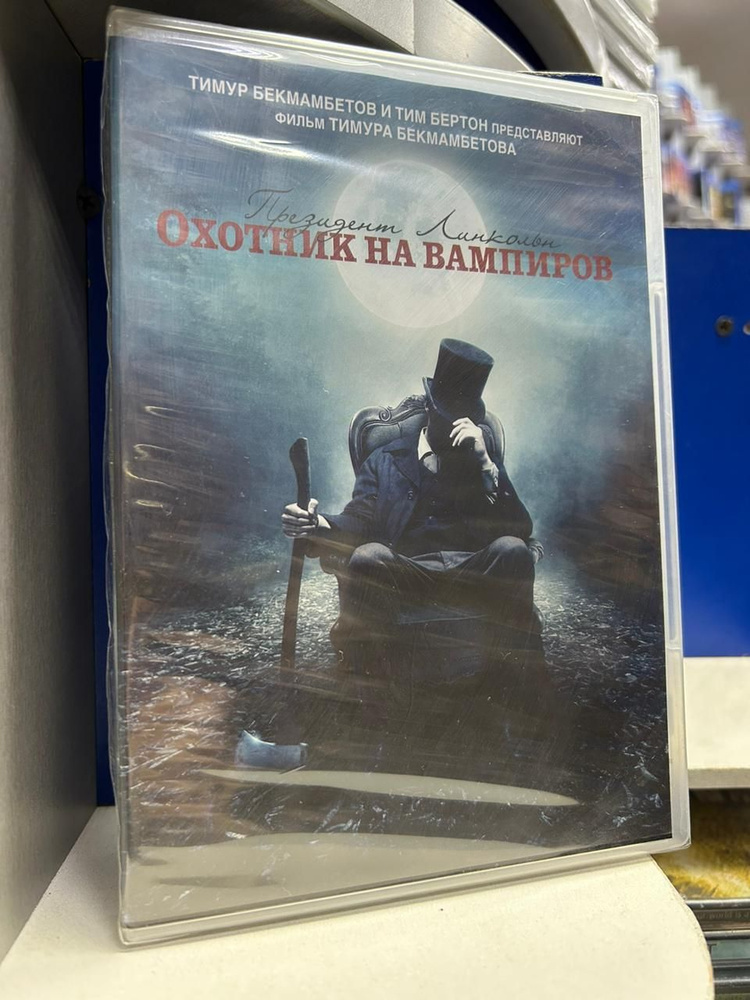 ТИМУР БЕКМАМБЕТОВ И ТИМ БЕРТОН ПРЕДСТАВЛЯЮТ
ФИЛЬМ ТИМУРА БЕКМАМБЕТОВА
Президент Линкольн
ОХОТНИК НА ВАМПИРОВ